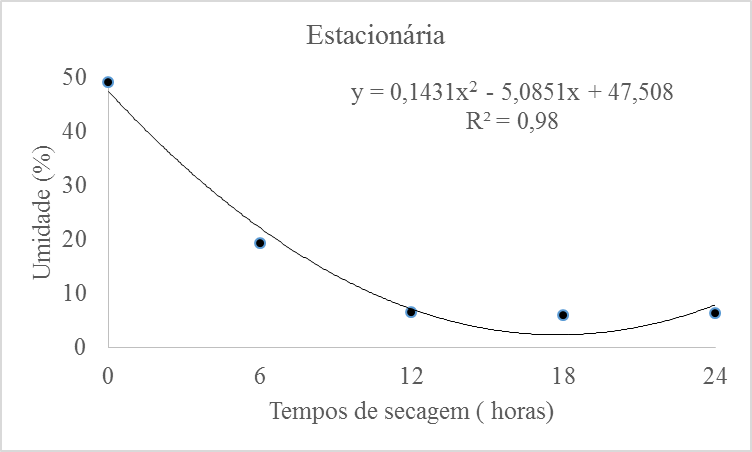 Estacionária
y = 0,1431x² - 5,0851x + 47,508
R² = 0,98
Umidade (%)
50
40
30
20
10
0
0 6 12 18 24
Tempos de secagem ( horas)